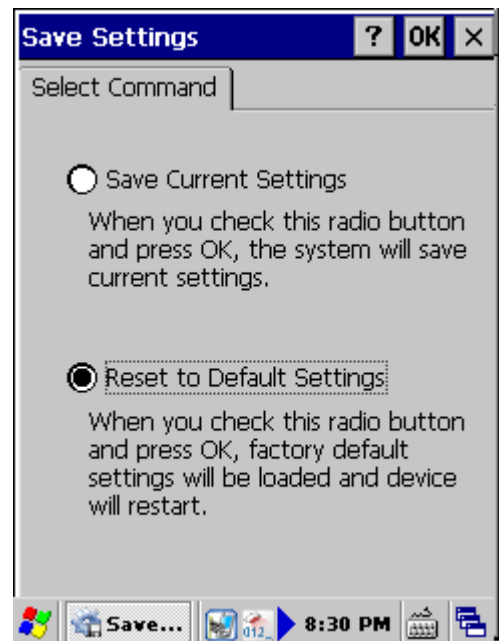 Save Settings ? OK ×
Select Command
Save Current Settings
When you check this radio button
and press OK, the system will save
current settings.
Reset to Default Settings
When you check this radio button
and press OK, factory default
settings will be loaded and device
will restart.
Save... 012_ 8:30 PM